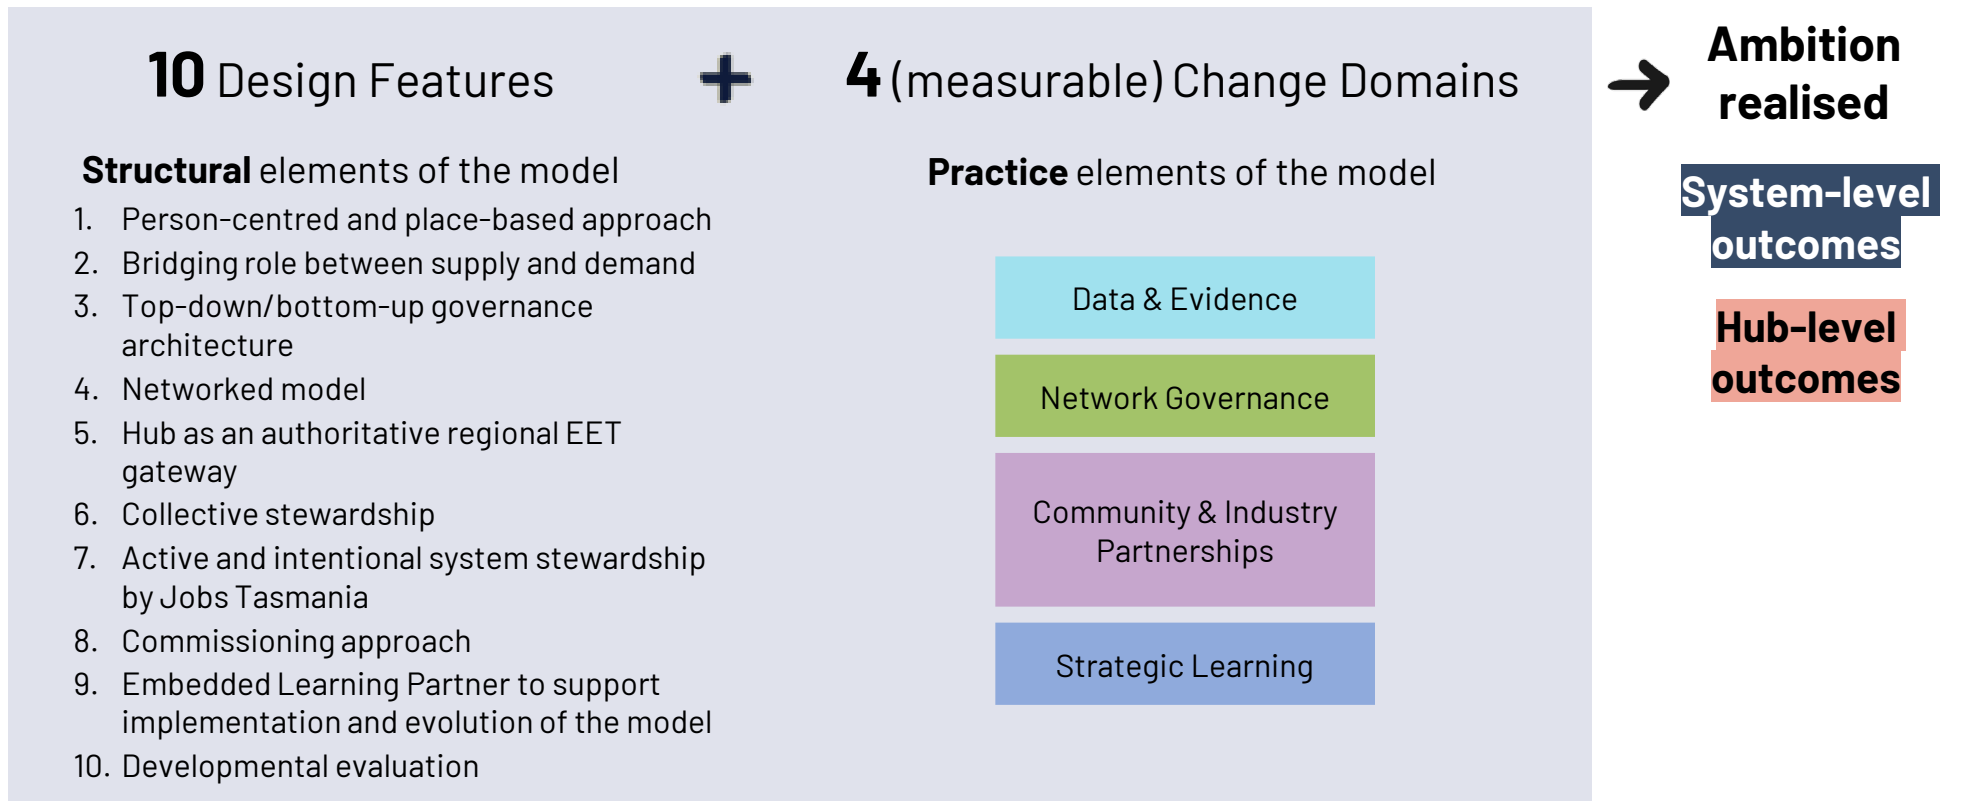 10 Design Features
4 (measurable) Change Domains
Ambition
realised
Structural elements of the model
1. Person-centred and place-based approach
2. Bridging role between supply and demand
3. Top-down/bottom-up governance
architecture
4. Networked model
5. Hub as an authoritative regional EET
gateway
6. Collective stewardship
7. Active and intentional system stewardship
by Jobs Tasmania
8. Commissioning approach
9. Embedded Learning Partner to support
implementation and evolution of the model
10. Developmental evaluation
Practice elements of the model
Data & Evidence
Network Governance
Community & Industry
Partnerships
Strategic Learning
System-level
outcomes
Hub-level
outcomes